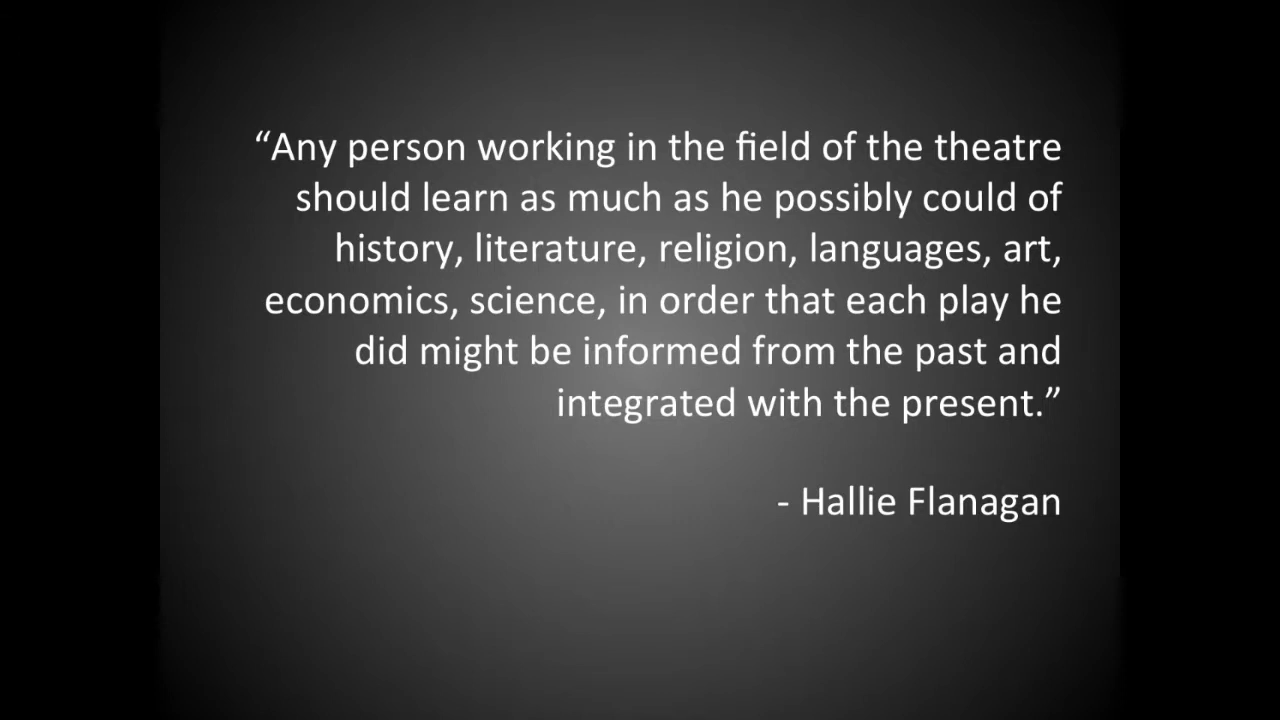 “Any person working in the field of the theatre
should learn as much as he possibly could of
history, literature, religion, languages, art,
economics, science, in order that each play he
did might be informed from the past and
integrated with the present.”
- Hallie Flanagan